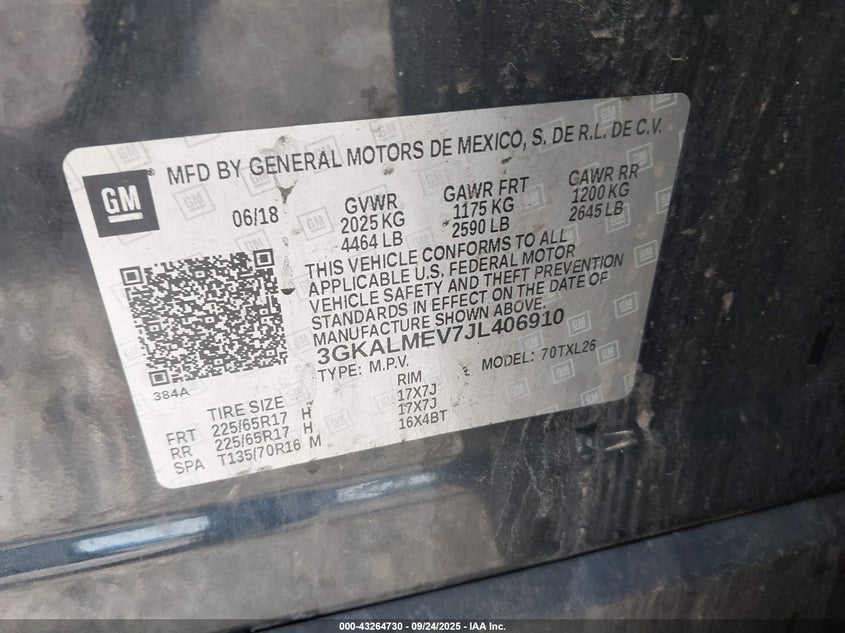 GM
MFD BY GENERAL MOTORS DE MEXICO, S. DE R.L. DE C.V.
06/18 GVWR GAWR FRT GAWR RR
2025 KG 1175 KG 1200 KG
4464 LB 2590 LB 2645 LB
THIS VEHICLE CONFORMS TO ALL
APPLICABLE U.S. FEDERAL MOTOR
VEHICLE SAFETY AND THEFT PREVENTION
STANDARDS IN EFFECT ON THE DATE OF
MANUFACTURE SHOWN ABOVE.
3GKALMEV7JL406910
TYPE: M.P.V. MODEL: 70TXL26
384A
TIRE SIZE RIM
FRT 225/65R17 H 17X7J
RR 225/65R17 H 17X7J
SPA T135/70R16 M 16X4BT
000-43264730 - 09/24/2025 - IAA Inc.